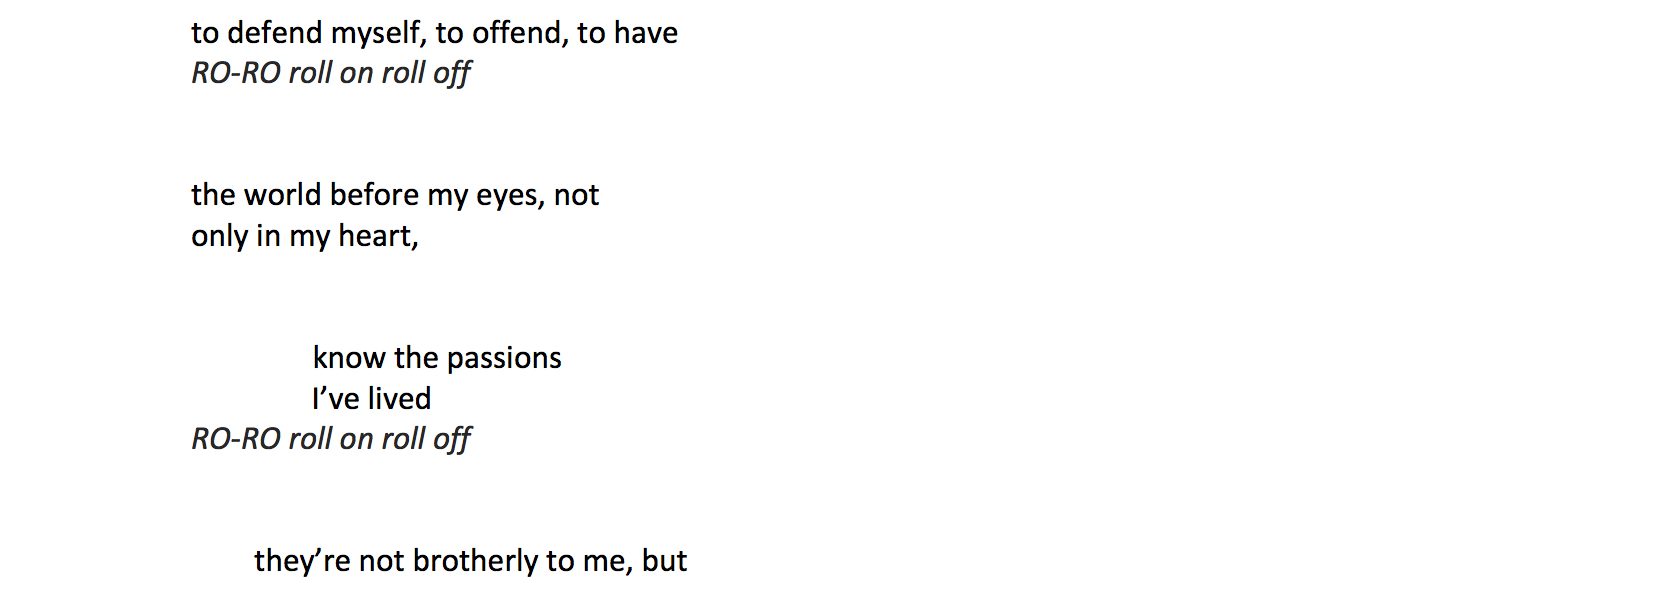 to defend myself, to offend, to have
RO-RO roll on roll off
the world before my eyes, not
only in my heart,
know the passions
I’ve lived
RO-RO roll on roll off
they’re not brotherly to me, but